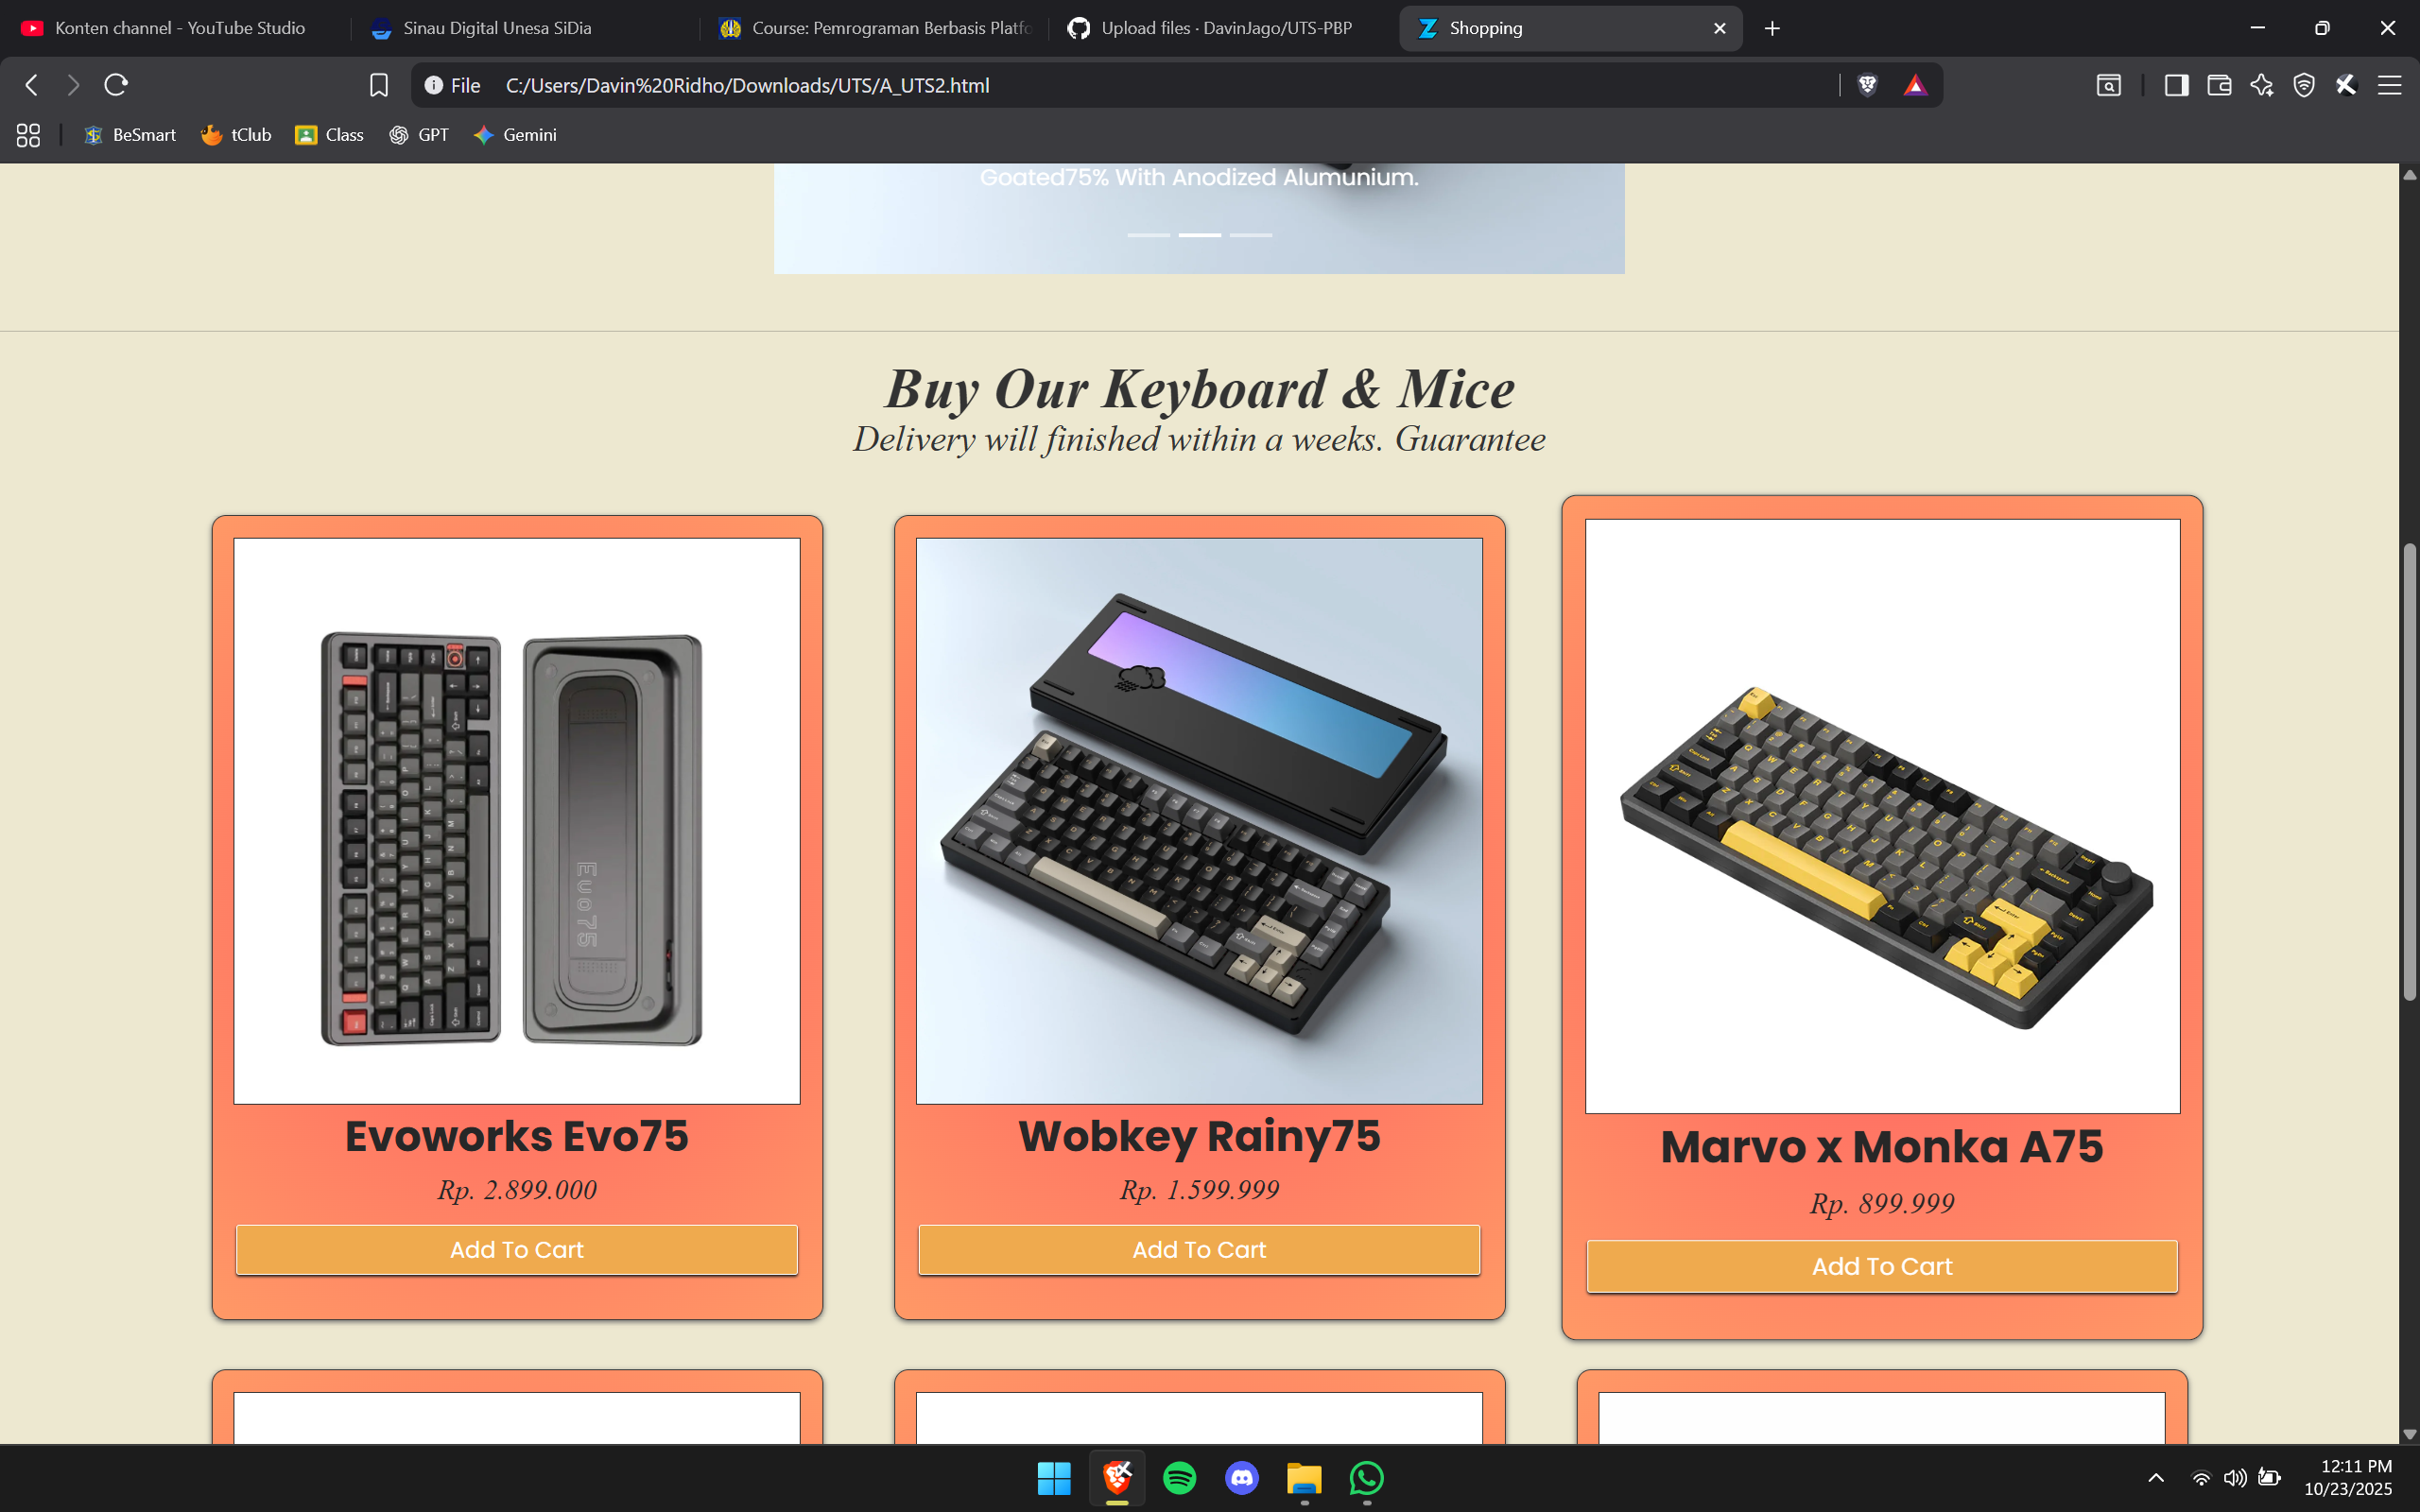 Konten channel - YouTube Studio
Sinau Digital Unesa SiDia
Course: Pemrograman Berbasis Platfo
Upload files · DavinJago/UTS-PBP
Shopping
File C:/Users/Davin%20Ridho/Downloads/UTS/A_UTS2.html
BeSmart
tClub
Class
GPT
Gemini
Goated75% With Anodized Alumunium.
Buy Our Keyboard & Mice
Delivery will finished within a weeks. Guarantee
Evo75
Evoworks Evo75
Rp. 2.899.000
Add To Cart
Wobkey Rainy75
Rp. 1.599.999
Add To Cart
Marvo x Monka A75
Rp. 899.999
Add To Cart
12:11 PM
10/23/2025